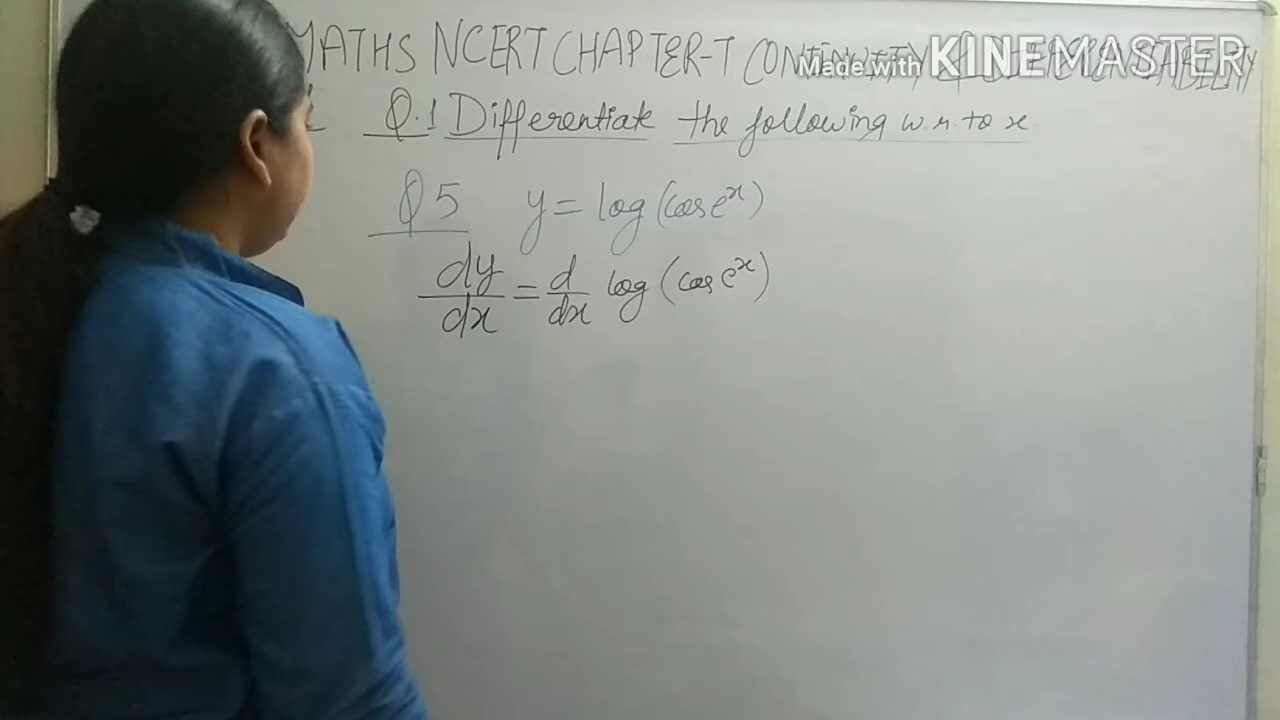 MATHS NCERT CHAPTER-T CONTINUITY & DIFFERENTIABILITY
Made with KINEMASTER
Q.1 Differentiate the following w.r.to x.
Q5 y = log (cos e^x)
dy/dx = d/dx log (cos e^x)